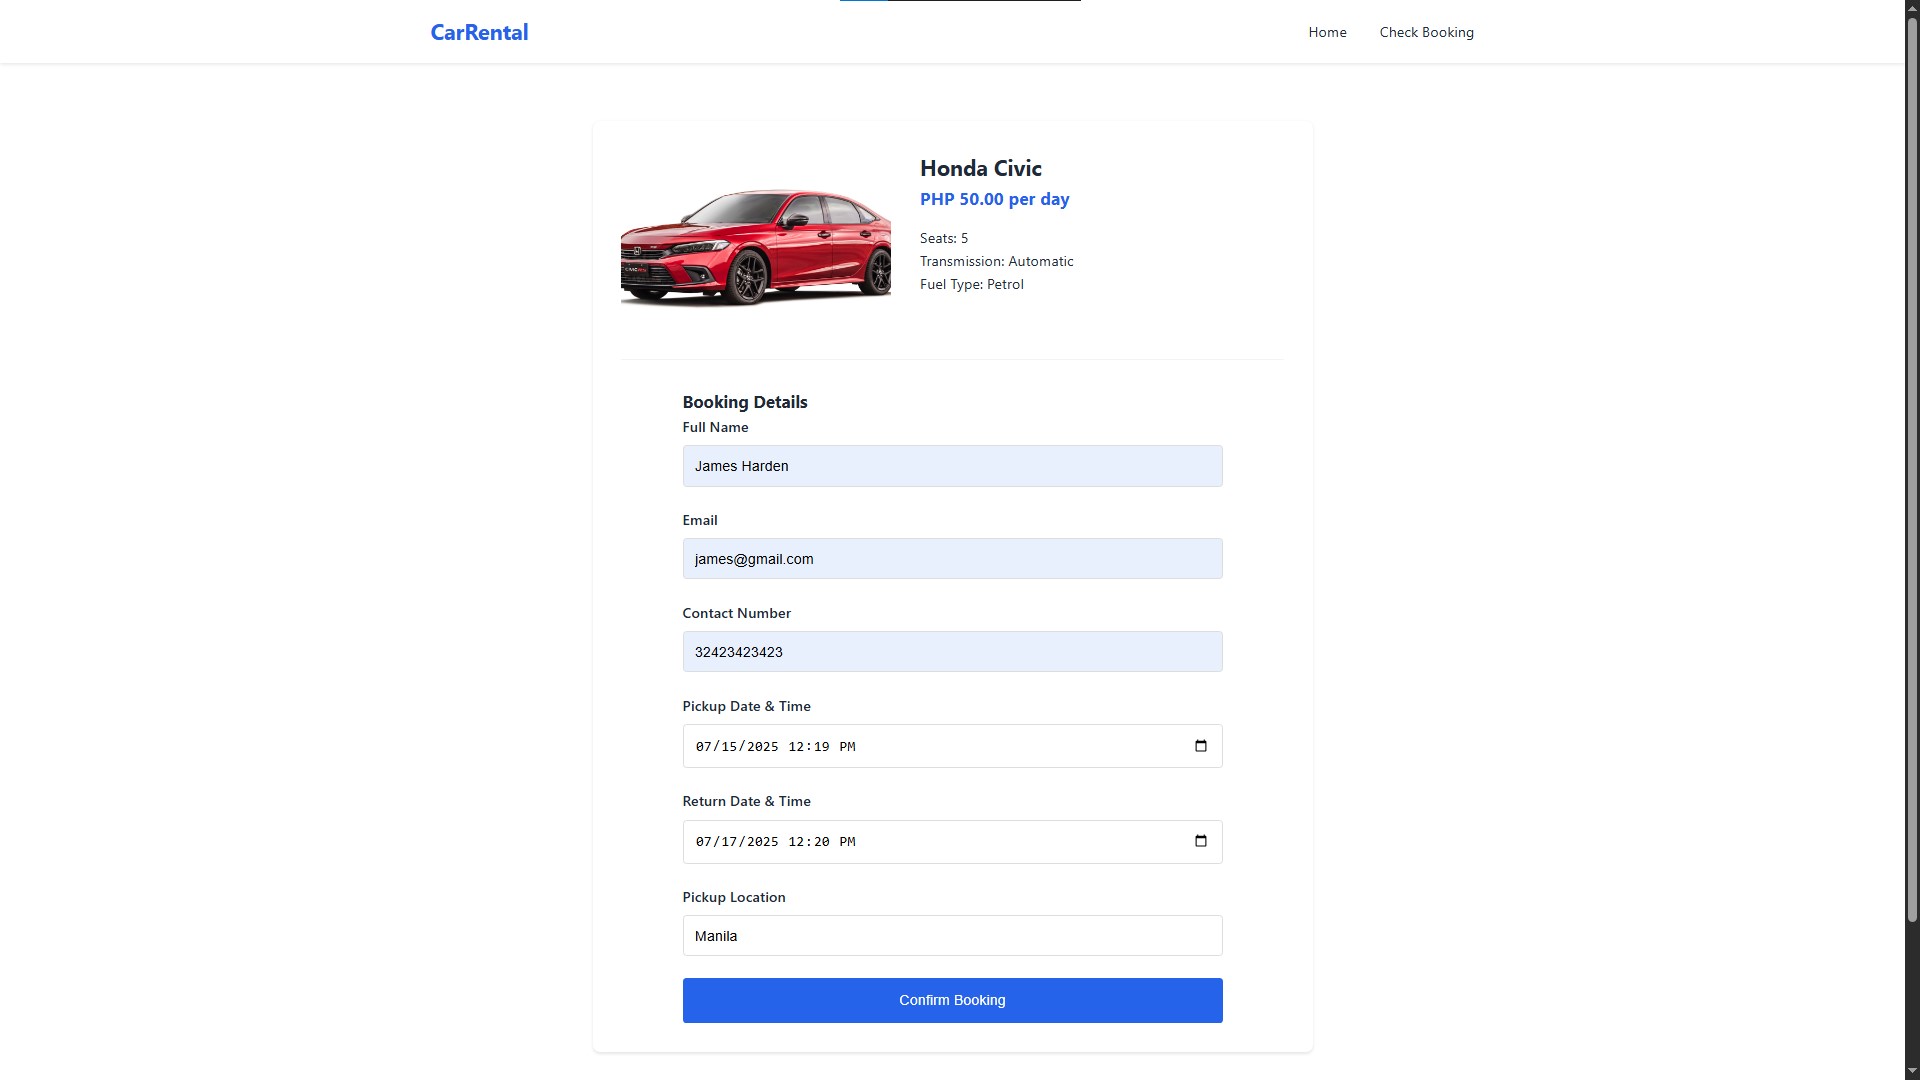 CarRental
Home
Check Booking
Honda Civic
PHP 50.00 per day
Seats: 5
Transmission: Automatic
Fuel Type: Petrol
Booking Details
Full Name
James Harden
Email
james@gmail.com
Contact Number
32423423423
Pickup Date & Time
07/15/2025 12:19 PM
Return Date & Time
07/17/2025 12:20 PM
Pickup Location
Manila
Confirm Booking